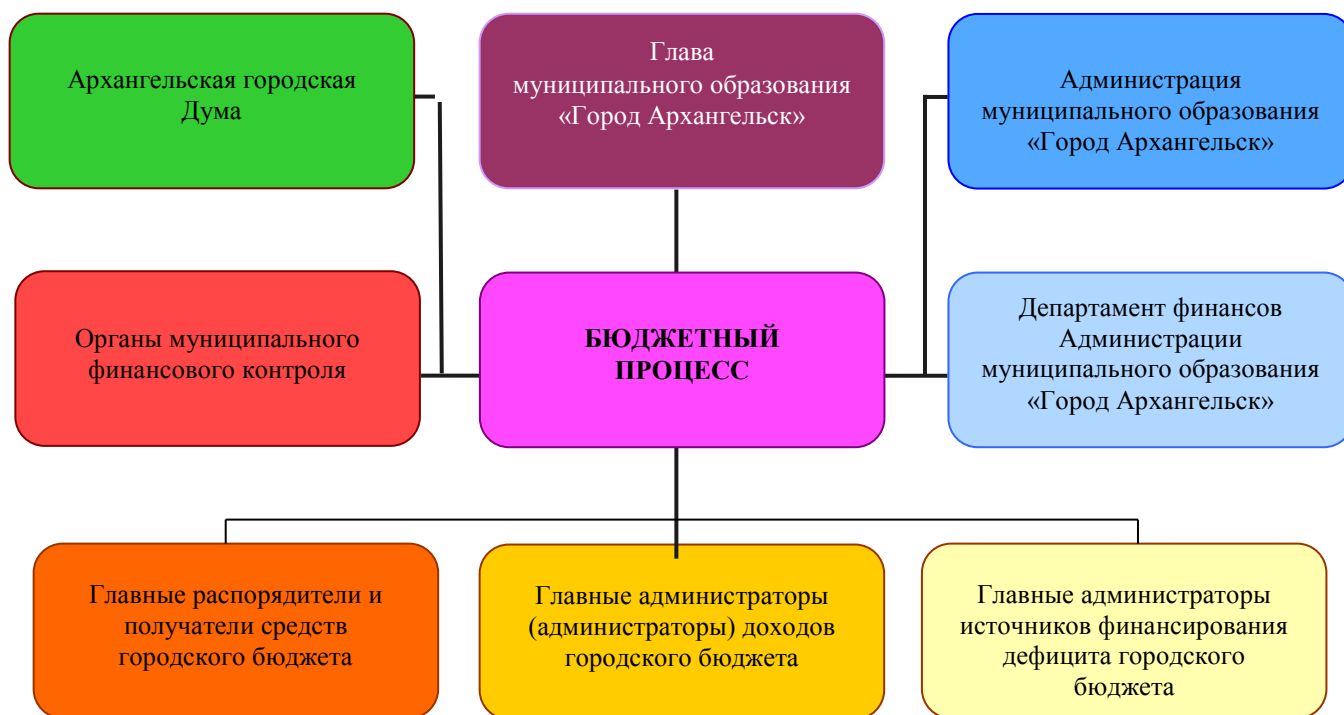 Архангельская городская
Дума
Глава
муниципального образования
«Город Архангельск»
Администрация
муниципального образования
«Город Архангельск»
Органы муниципального
финансового контроля
БЮДЖЕТНЫЙ
ПРОЦЕСС
Департамент финансов
Администрации
муниципального образования
«Город Архангельск»
Главные распорядители и
получатели средств
городского бюджета
Главные администраторы
(администраторы) доходов
городского бюджета
Главные администраторы
источников финансирования
дефицита городского
бюджета